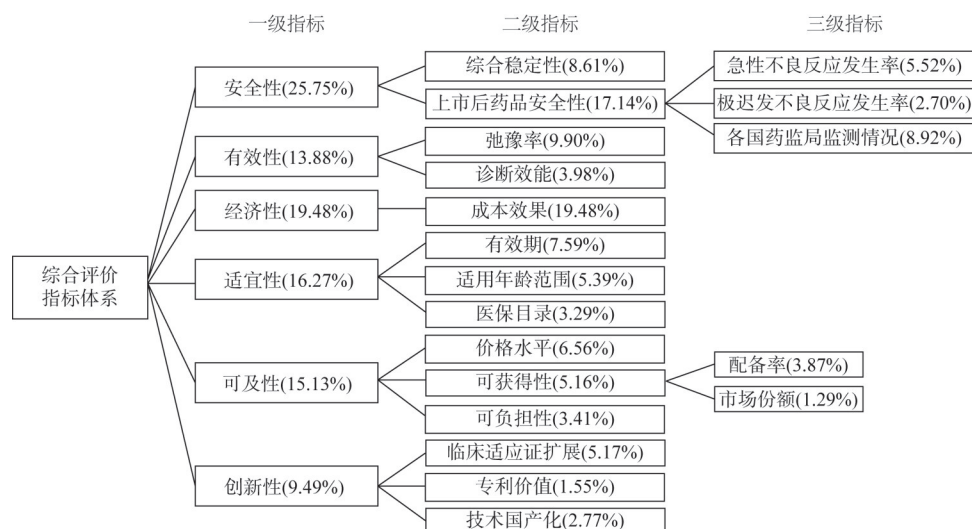 一级指标
二级指标
三级指标
综合评价
指标体系
安全性(25.75%)
综合稳定性(8.61%)
上市后药品安全性(17.14%)
急性不良反应发生率(5.52%)
极迟发不良反应发生率(2.70%)
各国药监局监测情况(8.92%)
有效性(13.88%)
弛豫率(9.90%)
诊断效能(3.98%)
经济性(19.48%)
成本效果(19.48%)
适宜性(16.27%)
有效期(7.59%)
适用年龄范围(5.39%)
医保目录(3.29%)
可及性(15.13%)
价格水平(6.56%)
可获得性(5.16%)
配备率(3.87%)
市场份额(1.29%)
可负担性(3.41%)
创新性(9.49%)
临床适应证扩展(5.17%)
专利价值(1.55%)
技术国产化(2.77%)